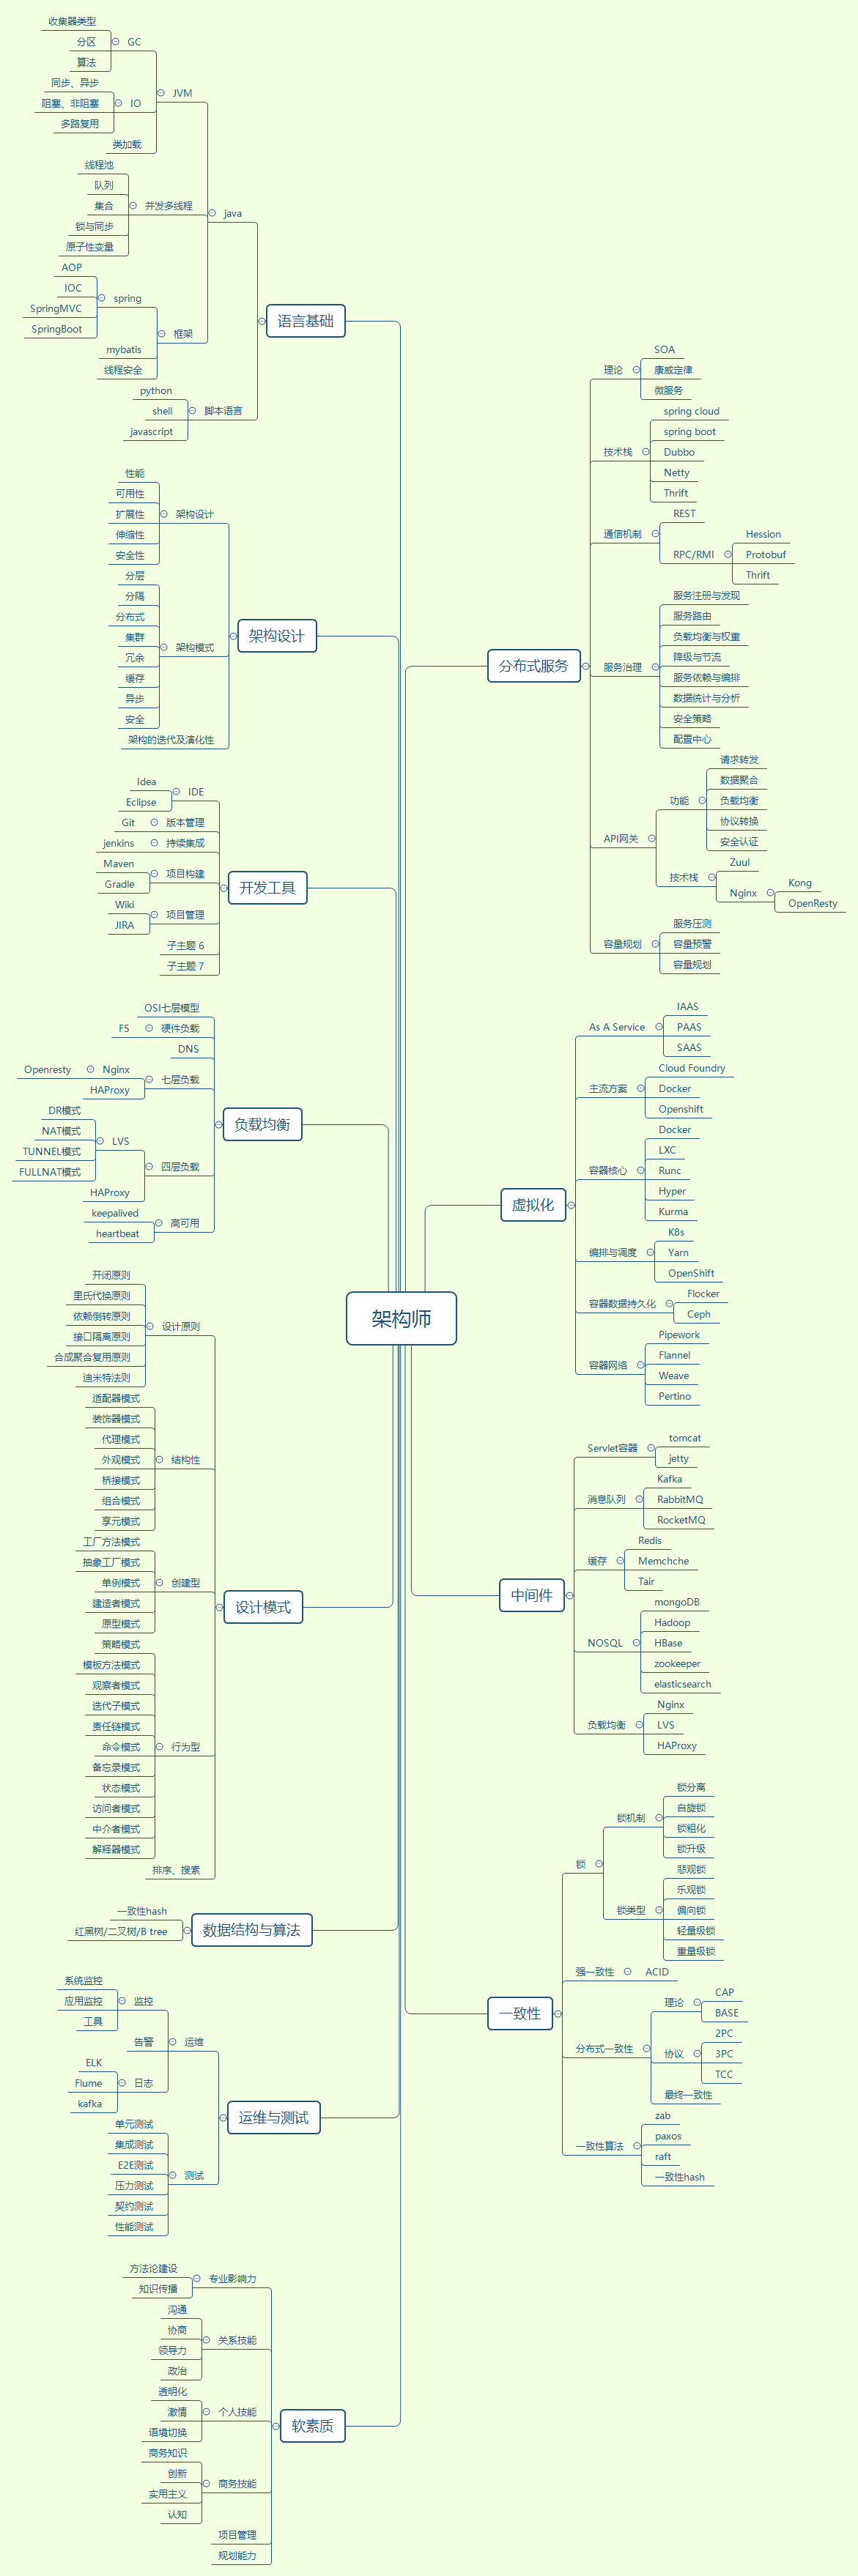 架构师
语言基础
java
JVM
GC
收集器类型
分区
算法
IO
同步、异步
阻塞、非阻塞
多路复用
类加载
并发多线程
线程池
队列
集合
锁与同步
原子性变量
框架
spring
AOP
IOC
SpringMVC
SpringBoot
mybatis
线程安全
脚本语言
python
shell
javascript
架构设计
架构设计
性能
可用性
扩展性
伸缩性
安全性
架构模式
分层
分隔
分布式
集群
冗余
缓存
异步
安全
架构的迭代及演化性
开发工具
IDE
Idea
Eclipse
版本管理
Git
持续集成
jenkins
项目构建
Maven
Gradle
项目管理
Wiki
JIRA
子主题 6
子主题 7
负载均衡
OSI七层模型
硬件负载
F5
DNS
七层负载
Nginx
Openresty
HAProxy
四层负载
LVS
DR模式
NAT模式
TUNNEL模式
FULLNAT模式
HAProxy
高可用
keepalived
heartbeat
设计模式
设计原则
开闭原则
里氏代换原则
依赖倒转原则
接口隔离原则
合成聚合复用原则
迪米特法则
结构性
适配器模式
装饰器模式
代理模式
外观模式
桥接模式
组合模式
享元模式
创建型
工厂方法模式
抽象工厂模式
单例模式
建造者模式
原型模式
行为型
策略模式
模板方法模式
观察者模式
迭代子模式
责任链模式
命令模式
备忘录模式
状态模式
访问者模式
中介者模式
解释器模式
排序、搜索
数据结构与算法
一致性hash
红黑树/二叉树/B tree
运维与测试
运维
监控
系统监控
应用监控
工具
告警
日志
ELK
Flume
kafka
测试
单元测试
集成测试
E2E测试
压力测试
契约测试
性能测试
软素质
专业影响力
方法论建设
知识传播
关系技能
沟通
协商
领导力
政治
个人技能
透明化
激情
语境切换
商务技能
商务知识
创新
实用主义
认知
项目管理
规划能力
分布式服务
理论
SOA
康威定律
微服务
技术栈
spring cloud
spring boot
Dubbo
Netty
Thrift
通信机制
REST
RPC/RMI
Hession
Protobuf
Thrift
服务治理
服务注册与发现
服务路由
负载均衡与权重
降级与节流
服务依赖与编排
数据统计与分析
安全策略
配置中心
API网关
功能
请求转发
数据聚合
负载均衡
协议转换
安全认证
技术栈
Zuul
Nginx
Kong
OpenResty
容量规划
服务压测
容量预警
容量规划
虚拟化
As A Service
IAAS
PAAS
SAAS
主流方案
Cloud Foundry
Docker
Openshift
容器核心
Docker
LXC
Runc
Hyper
Kurma
编排与调度
K8s
Yarn
OpenShift
容器数据持久化
Flocker
Ceph
容器网络
Pipework
Flannel
Weave
Pertino
中间件
Servlet容器
tomcat
jetty
消息队列
Kafka
RabbitMQ
RocketMQ
缓存
Redis
Memchche
Tair
NOSQL
mongoDB
Hadoop
HBase
zookeeper
elasticsearch
负载均衡
Nginx
LVS
HAProxy
一致性
锁
锁机制
锁分离
自旋锁
锁粗化
锁升级
锁类型
悲观锁
乐观锁
偏向锁
轻量级锁
重量级锁
强一致性
ACID
分布式一致性
理论
CAP
BASE
协议
2PC
3PC
TCC
最终一致性
一致性算法
zab
paxos
raft
一致性hash